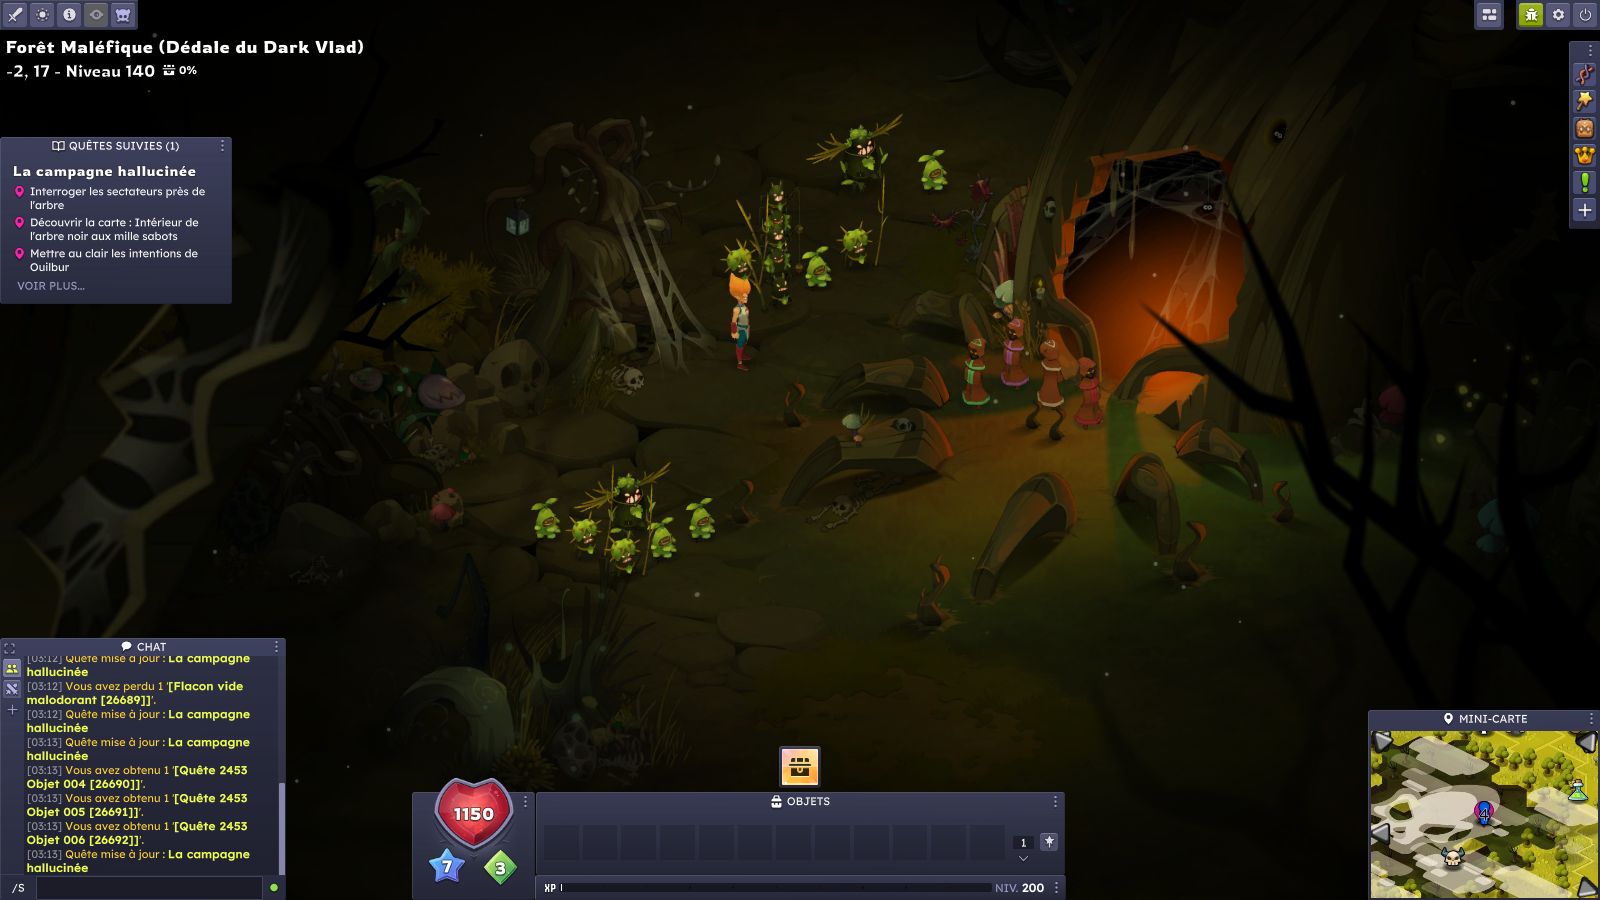 Forêt Maléfique (Dédale du Dark Vlad)
-2, 17 - Niveau 140 0%
QUÊTES SUIVIES (1)
La campagne hallucinée
Interroger les sectateurs près de
l'arbre
Découvrir la carte : Intérieur de
l'arbre noir aux mille sabots
Mettre au clair les intentions de
Ouilbur
VOIR PLUS...
CHAT
[03:12] Quête mise à jour : La campagne
hallucinée
[03:12] Vous avez perdu 1 '[Flacon vide
malodorant [26689]]'.
[03:12] Quête mise à jour : La campagne
hallucinée
[03:13] Quête mise à jour : La campagne
hallucinée
[03:13] Vous avez obtenu 1 '[Quête 2453
Objet 004 [26690]]'.
[03:13] Vous avez obtenu 1 '[Quête 2453
Objet 005 [26691]]'.
[03:13] Vous avez obtenu 1 '[Quête 2453
Objet 006 [26692]]'.
[03:13] Quête mise à jour : La campagne
hallucinée
/S
1150
7
3
OBJETS
1
XP
NIV. 200
MINI-CARTE
4